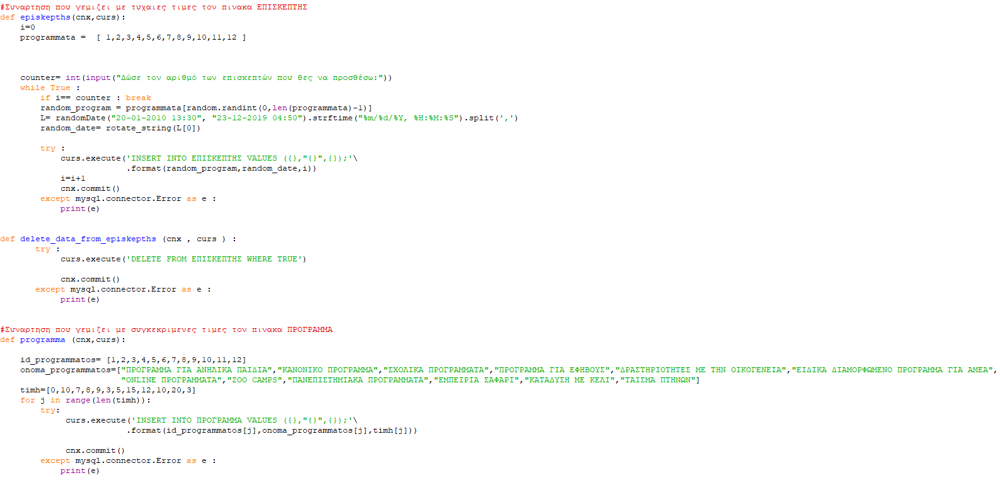 #Συναρτηση που γεμιζει με τυχαιες τιμες τον πινακα ΕΠΙΣΚΕΠΤΗΣ
def episkepths(cnx,curs):
    i=0
    programmata =  [ 1,2,3,4,5,6,7,8,9,10,11,12 ]
    counter= int(input("Δώσε τον αριθμό των επισκεπτών που θες να προσθέσω:"))
    while True :
        if i== counter : break
        random_program = programmata[random.randint(0,len(programmata)-1)]
        L= randomDate("20-01-2010 13:30", "23-12-2019 04:50").strftime("%m/%d/%Y, %H:%M:%S").split(',')
        random_date= rotate_string(L[0])
        try :
            curs.execute('INSERT INTO ΕΠΙΣΚΕΠΤΗΣ VALUES ({},"{}",{});'\
                         .format(random_program,random_date,i))
            i=i+1
            cnx.commit()
        except mysql.connector.Error as e :
            print(e)
def delete_data_from_episkepths (cnx , curs ) :
       try :
            curs.execute('DELETE FROM ΕΠΙΣΚΕΠΤΗΣ WHERE TRUE')
            cnx.commit()
       except mysql.connector.Error as e :
            print(e)
#Συναρτηση που γεμιζει με συγκεκριμενες τιμες τον πινακα ΠΡΟΓΡΑΜΜΑ
def programma (cnx,curs):
    id_programmatos= [1,2,3,4,5,6,7,8,9,10,11,12]
    onoma_programmatos=["ΠΡΟΓΡΑΜΜΑ ΓΙΑ ΑΝΗΛΙΚΑ ΠΑΙΔΙΑ","ΚΑΝΟΝΙΚΟ ΠΡΟΓΡΑΜΜΑ","ΣΧΟΛΙΚΑ ΠΡΟΓΡΑΜΜΑΤΑ","ΠΡΟΓΡΑΜΜΑ ΓΙΑ ΕΦΗΒΟΥΣ","ΔΡΑΣΤΗΡΙΟΤΗΤΕΣ ΜΕ ΤΗΝ ΟΙΚΟΓΕΝΕΙΑ","ΕΙΔΙΚΑ ΔΙΑΜΟΡΦΩΜΕΝΟ ΠΡΟΓΡΑΜΜΑ ΓΙΑ ΑΜΕΑ",
                        "ONLINE ΠΡΟΓΡΑΜΜΑΤΑ","ZOO CAMPS","ΠΑΝΕΠΙΣΤΗΜΙΑΚΑ ΠΡΟΓΡΑΜΜΑΤΑ","ΕΜΠΕΙΡΙΑ ΣΑΦΑΡΙ","ΚΑΤΑΔΥΣΗ ΜΕ ΚΕΛΙ","ΤΑΙΣΜΑ ΠΤΗΝΩΝ"]
    timh=[0,10,7,8,9,3,5,15,12,10,20,3]
    for j in range(len(timh)):
        try:
             curs.execute('INSERT INTO ΠΡΟΓΡΑΜΜΑ VALUES ({},"{}",{});'\
                         .format(id_programmatos[j],onoma_programmatos[j],timh[j]))
             cnx.commit()
        except mysql.connector.Error as e :
            print(e)